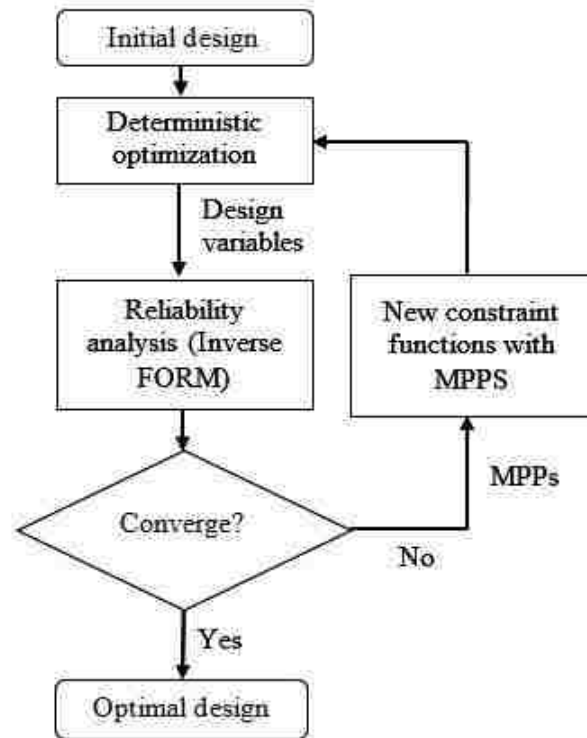 Initial design
Deterministic
optimization
Design
variables
Reliability
analysis (Inverse
FORM)
New constraint
functions with
MPPS
MPPs
Converge?
No
Yes
Optimal design